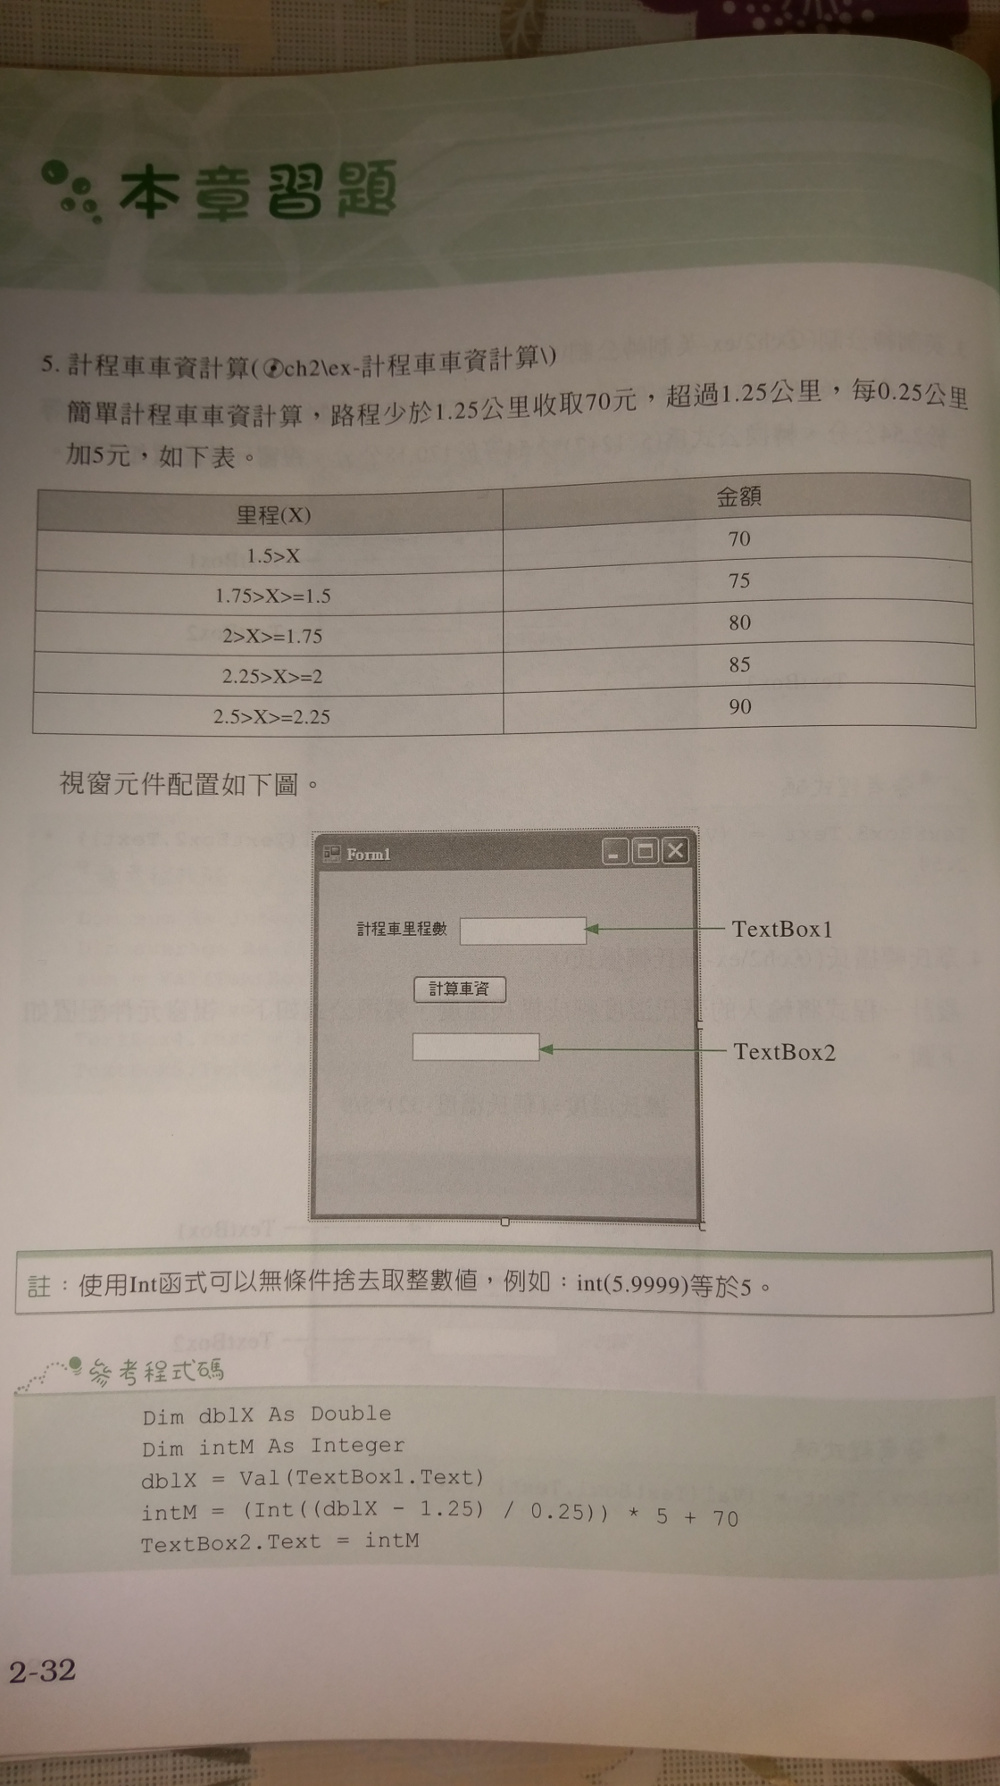 本章習題
5. 計程車車資計算(ch2\ex-計程車車資計算\)
簡單計程車車資計算，路程少於1.25公里收取70元，超過1.25公里，每0.25公里
加5元，如下表。
里程(X) 金額
1.5>X 70
1.75>X>=1.5 75
2>X>=1.75 80
2.25>X>=2 85
2.5>X>=2.25 90
視窗元件配置如下圖。
Form1
計程車里程數 TextBox1
計算車資
TextBox2
註：使用Int函式可以無條件捨去取整數值，例如：int(5.9999)等於5。
參考程式碼
Dim dblX As Double
Dim intM As Integer
dblX = Val(TextBox1.Text)
intM = (Int((dblX - 1.25) / 0.25)) * 5 + 70
TextBox2.Text = intM
2-32